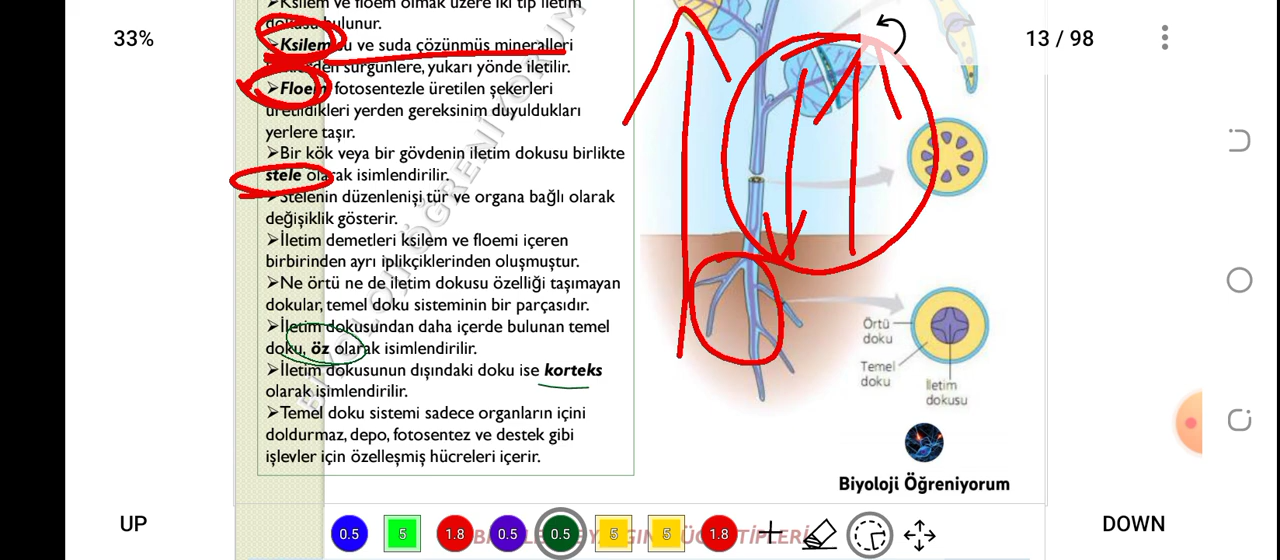 33%
13 / 98
➢Ksilem ve floem olmak üzere iki tip iletim
dokusu bulunur.
➢Ksilem su ve suda çözünmüş mineralleri
sürgünlere, yukarı yönde iletilir.
➢Floem fotosentezle üretilen şekerleri
üretildikleri yerden gereksinim duyuldukları
yerlere taşır.
➢Bir kök veya bir gövdenin iletim dokusu birlikte
stele olarak isimlendirilir.
➢Stelenin düzenlenişi tür ve organa bağlı olarak
değişiklik gösterir.
➢İletim demetleri ksilem ve floemi içeren
birbirinden ayrı iplikçiklerinden oluşmuştur.
➢Ne örtü ne de iletim dokusu özelliği taşımayan
dokular, temel doku sisteminin bir parçasıdır.
➢İletim dokusundan daha içerde bulunan temel
doku, öz olarak isimlendirilir.
➢İletim dokusunun dışındaki doku ise korteks
olarak isimlendirilir.
➢Temel doku sistemi sadece organların içini
doldurmaz, depo, fotosentez ve destek gibi
işlevler için özelleşmiş hücreleri içerir.
Örtü
doku
Temel
doku
İletim
dokusu
Biyoloji Öğreniyorum
UP
DOWN
0.5 5 1.8 0.5 0.5 5 5 1.8